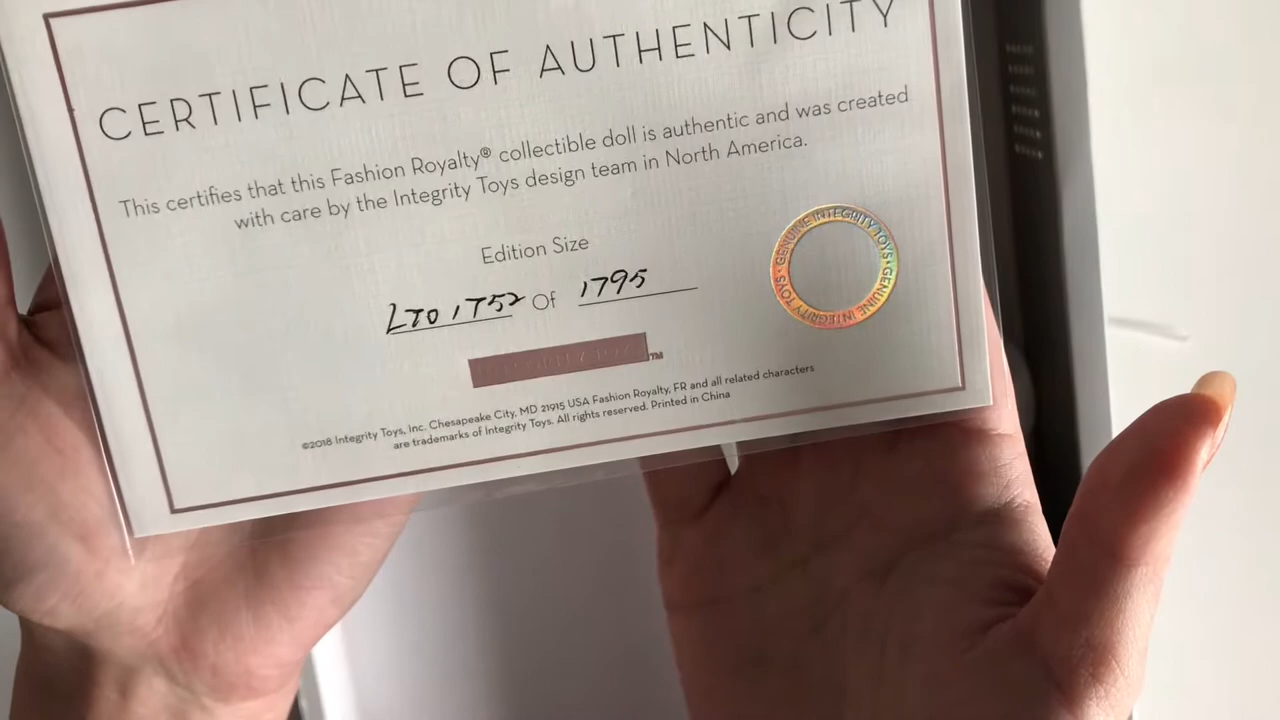 CERTIFICATE OF AUTHENTICITY
This certifies that this Fashion Royalty® collectible doll is authentic and was created
with care by the Integrity Toys design team in North America.
Edition Size
Of 1795
GENUINE INTEGRITY TOYS • GENUINE INTEGRITY TOYS •
TM
©2018 Integrity Toys, Inc. Chesapeake City, MD 21915 USA Fashion Royalty, FR and all related characters
are trademarks of Integrity Toys. All rights reserved. Printed in China